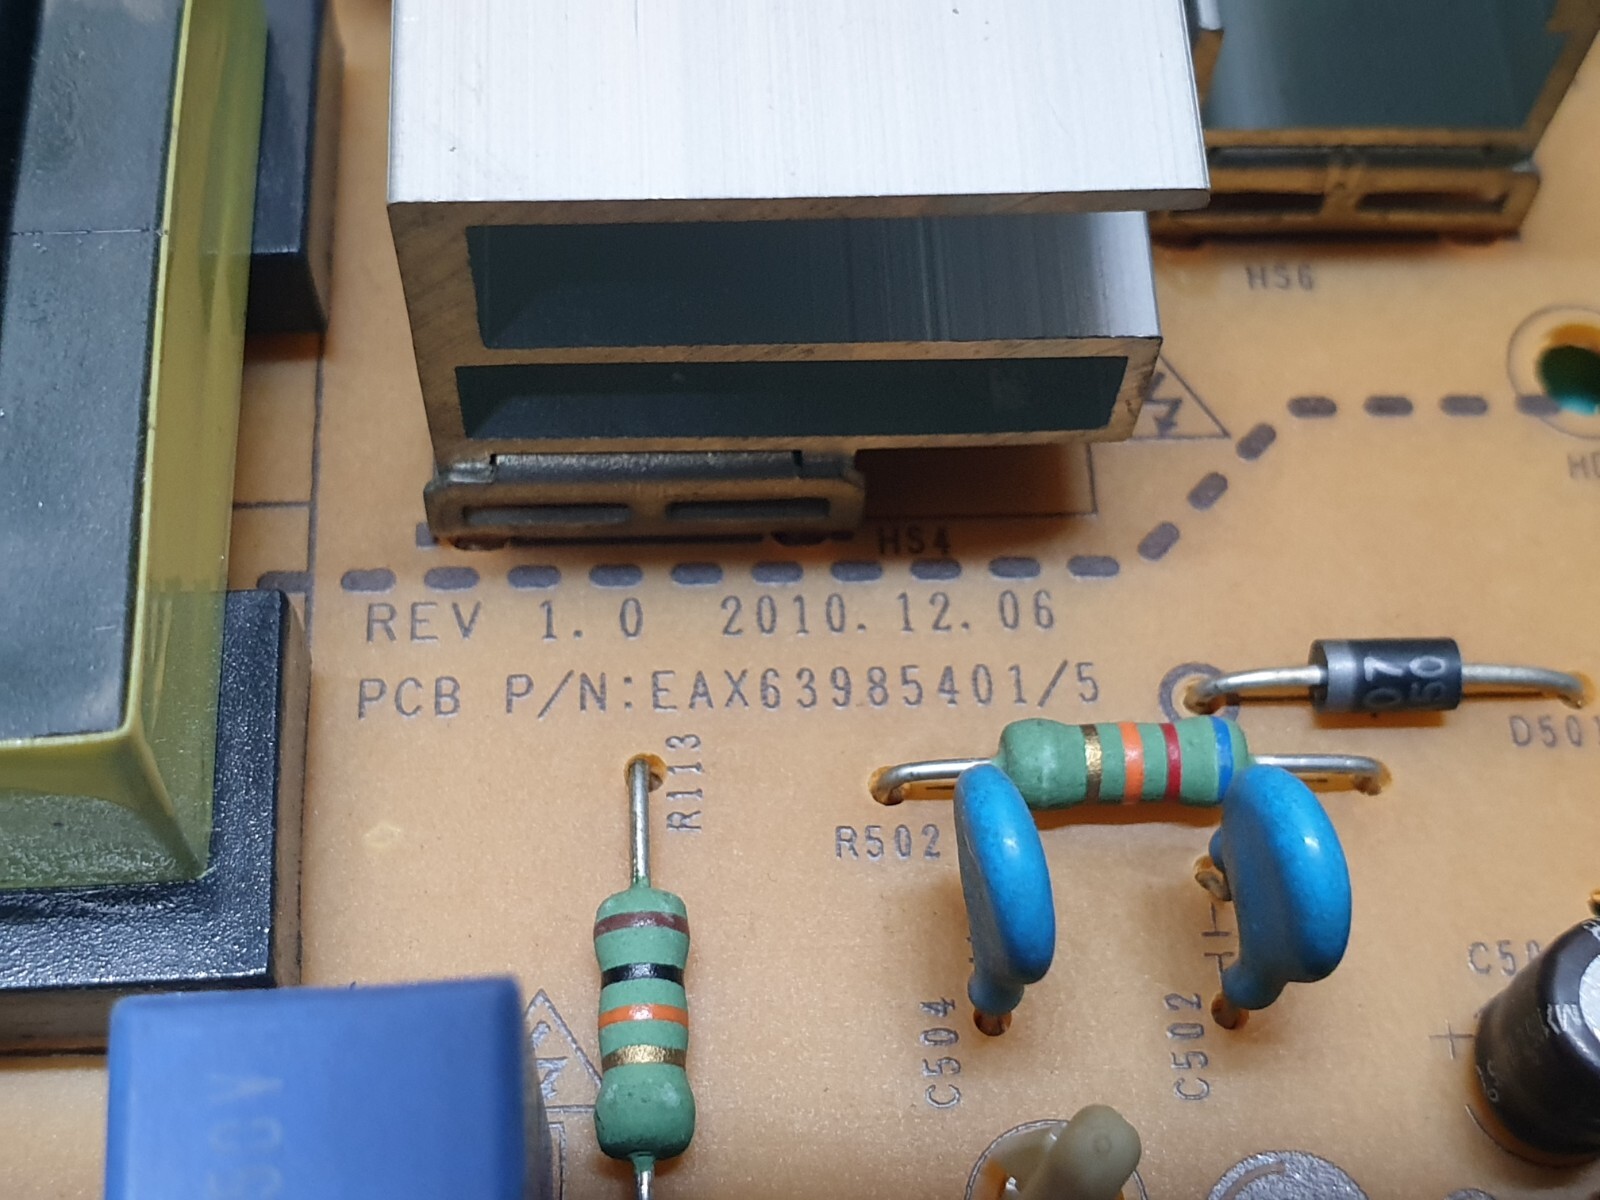 HS6
HS4
REV 1.0 2010.12.06
PCB P/N:EAX63985401/5
R113
D501
R502
C504
C502